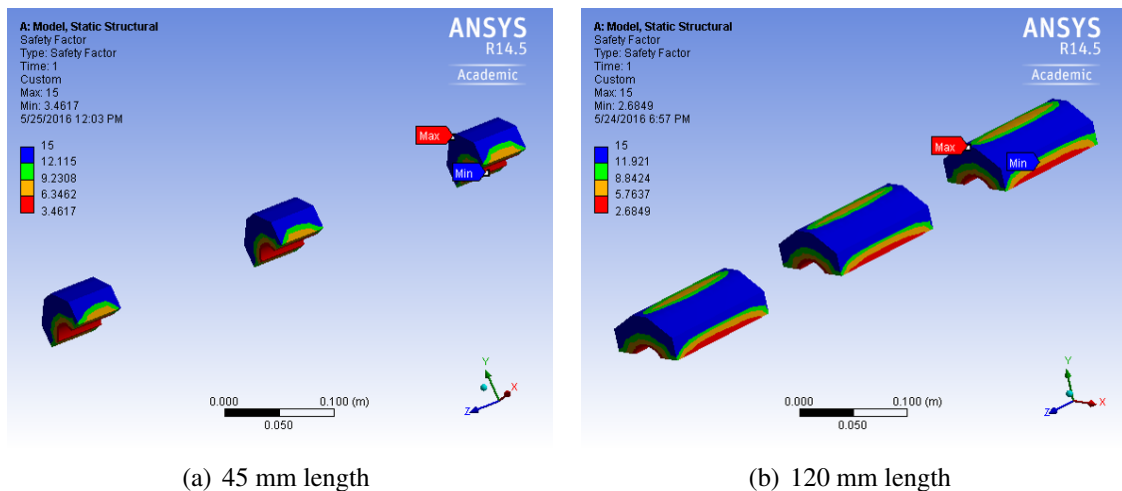 A: Model, Static Structural
Safety Factor
Type: Safety Factor
Time: 1
Custom
Max: 15
Min: 3.4617
5/25/2016 12:03 PM
15
12.115
9.2308
6.3462
3.4617
ANSYS
R14.5
Academic
Max
Min
Y
X
Z
0.000
0.100 (m)
0.050
(a) 45 mm length
A: Model, Static Structural
Safety Factor
Type: Safety Factor
Time: 1
Custom
Max: 15
Min: 2.6849
5/24/2016 6:57 PM
15
11.921
8.8424
5.7637
2.6849
ANSYS
R14.5
Academic
Max
Min
Y
X
Z
0.000
0.100 (m)
0.050
(b) 120 mm length